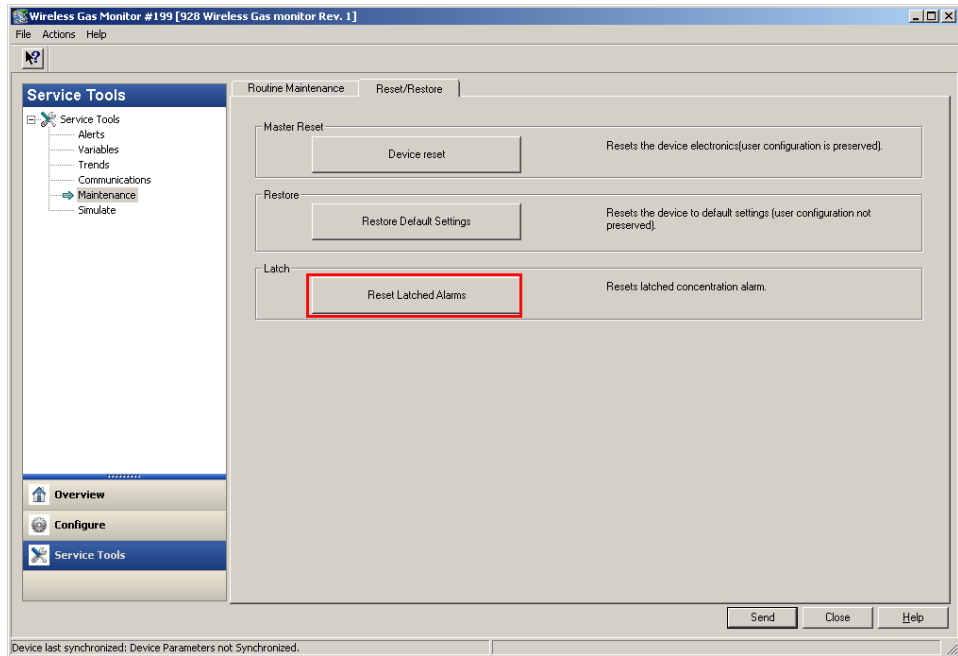 Wireless Gas Monitor #199 [928 Wireless Gas monitor Rev. 1]
File Actions Help
Service Tools
Service Tools
Alerts
Variables
Trends
Communications
Maintenance
Simulate
Overview
Configure
Service Tools
Routine Maintenance Reset/Restore
Master Reset
Device reset
Resets the device electronics(user configuration is preserved).
Restore
Restore Default Settings
Resets the device to default settings (user configuration not
preserved).
Latch
Reset Latched Alarms
Resets latched concentration alarm.
Send Close Help
Device last synchronized: Device Parameters not Synchronized.